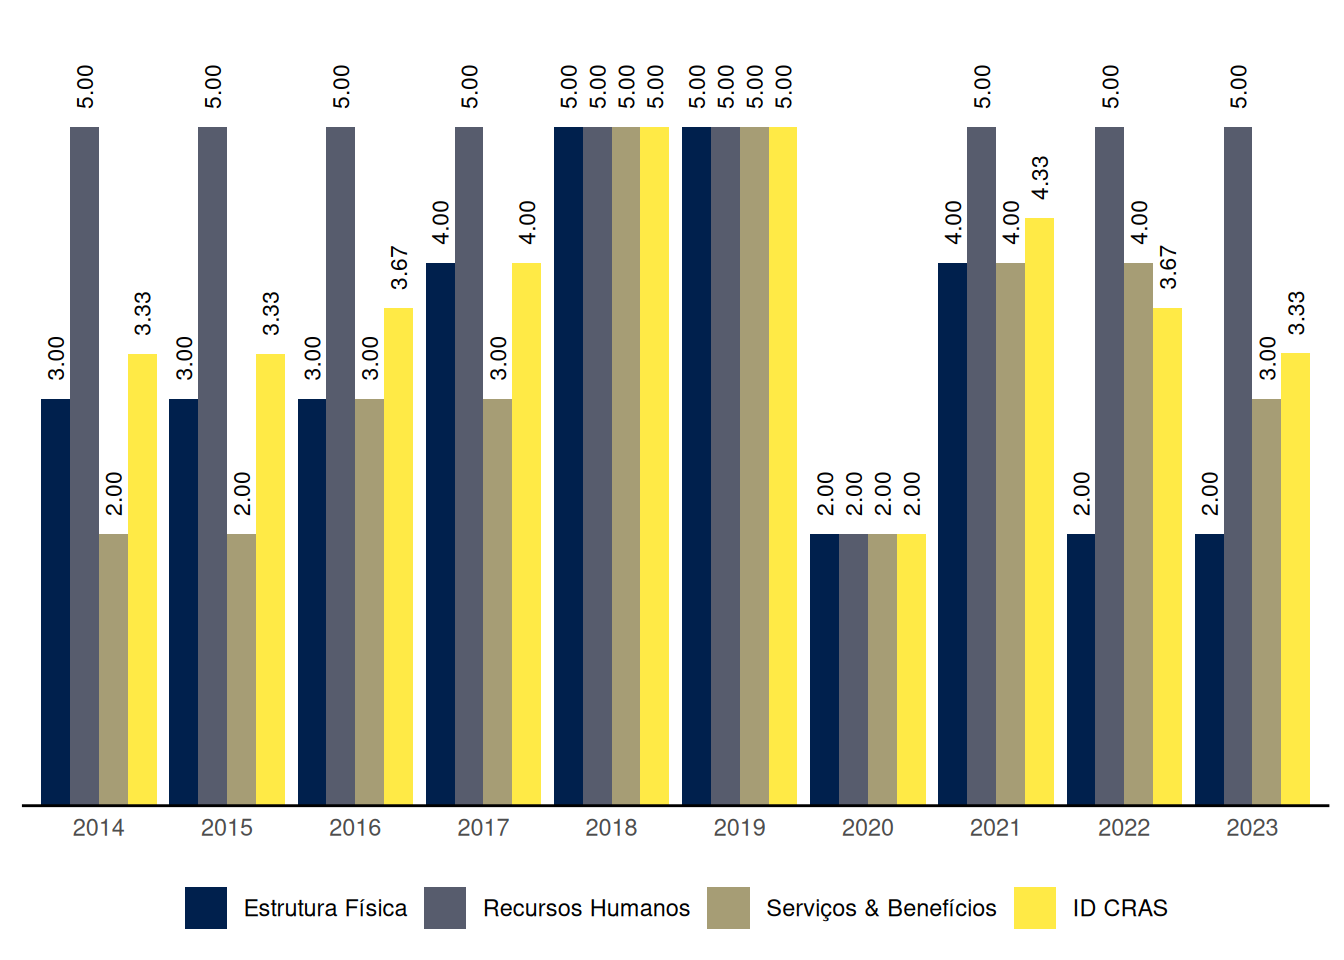 3.00 5.00 2.00 3.33
3.00 5.00 2.00 3.33
3.00 5.00 3.00 3.67
4.00 5.00 3.00 4.00
5.00 5.00 5.00 5.00
5.00 5.00 5.00 5.00
2.00 2.00 2.00 2.00
4.00 5.00 4.00 4.33
2.00 5.00 4.00 3.67
2.00 5.00 3.00 3.33
2014 2015 2016 2017 2018 2019 2020 2021 2022 2023
Estrutura Física Recursos Humanos Serviços & Benefícios ID CRAS